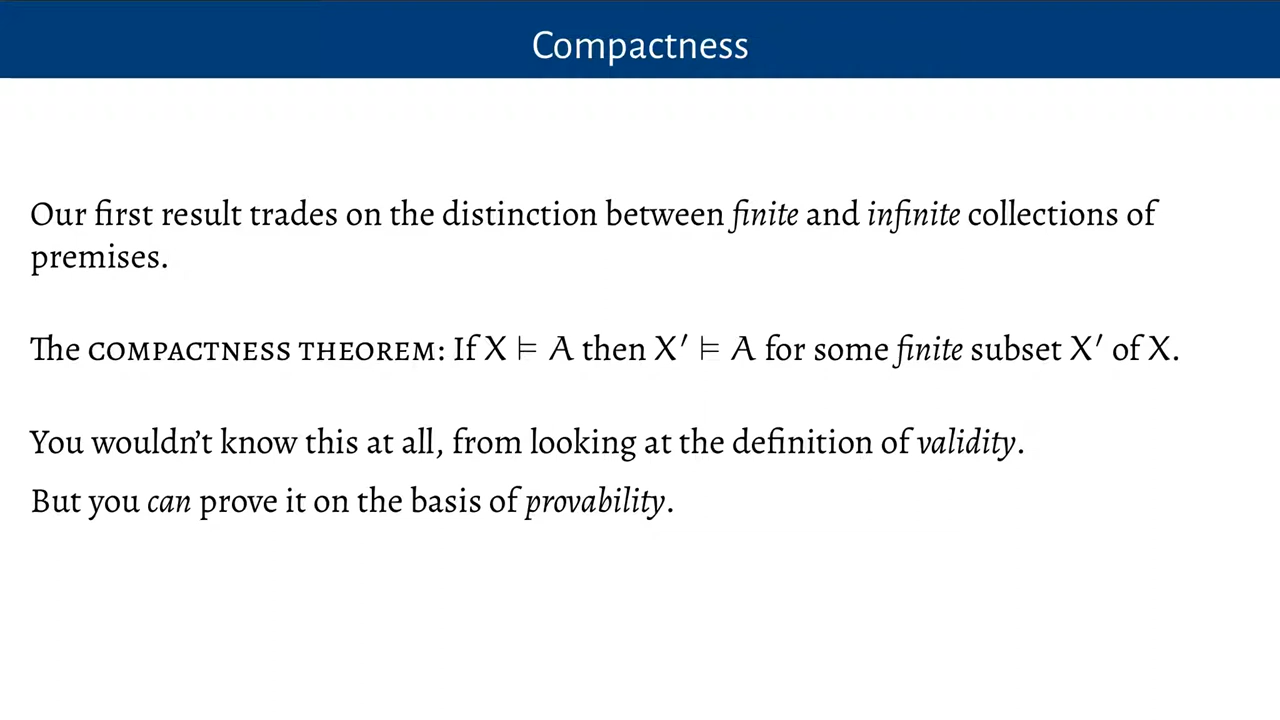 Compactness
Our first result trades on the distinction between finite and infinite collections of
premises.
The COMPACTNESS THEOREM: If X ⊨ A then X′ ⊨ A for some finite subset X′ of X.
You wouldn’t know this at all, from looking at the definition of validity.
But you can prove it on the basis of provability.